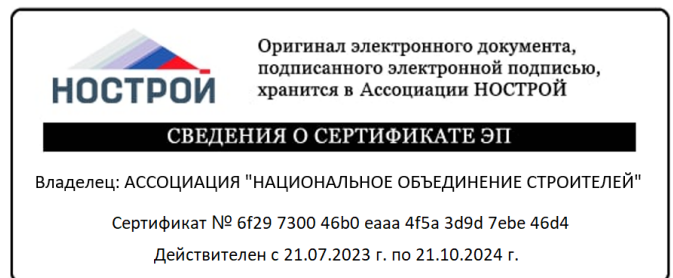 НОСТРОЙ
Оригинал электронного документа,
подписанного электронной подписью,
хранится в Ассоциации НОСТРОЙ
СВЕДЕНИЯ О СЕРТИФИКАТЕ ЭП
Владелец: АССОЦИАЦИЯ "НАЦИОНАЛЬНОЕ ОБЪЕДИНЕНИЕ СТРОИТЕЛЕЙ"
Сертификат № 6f29 7300 46b0 eaaa 4f5a 3d9d 7ebe 46d4
Действителен с 21.07.2023 г. по 21.10.2024 г.